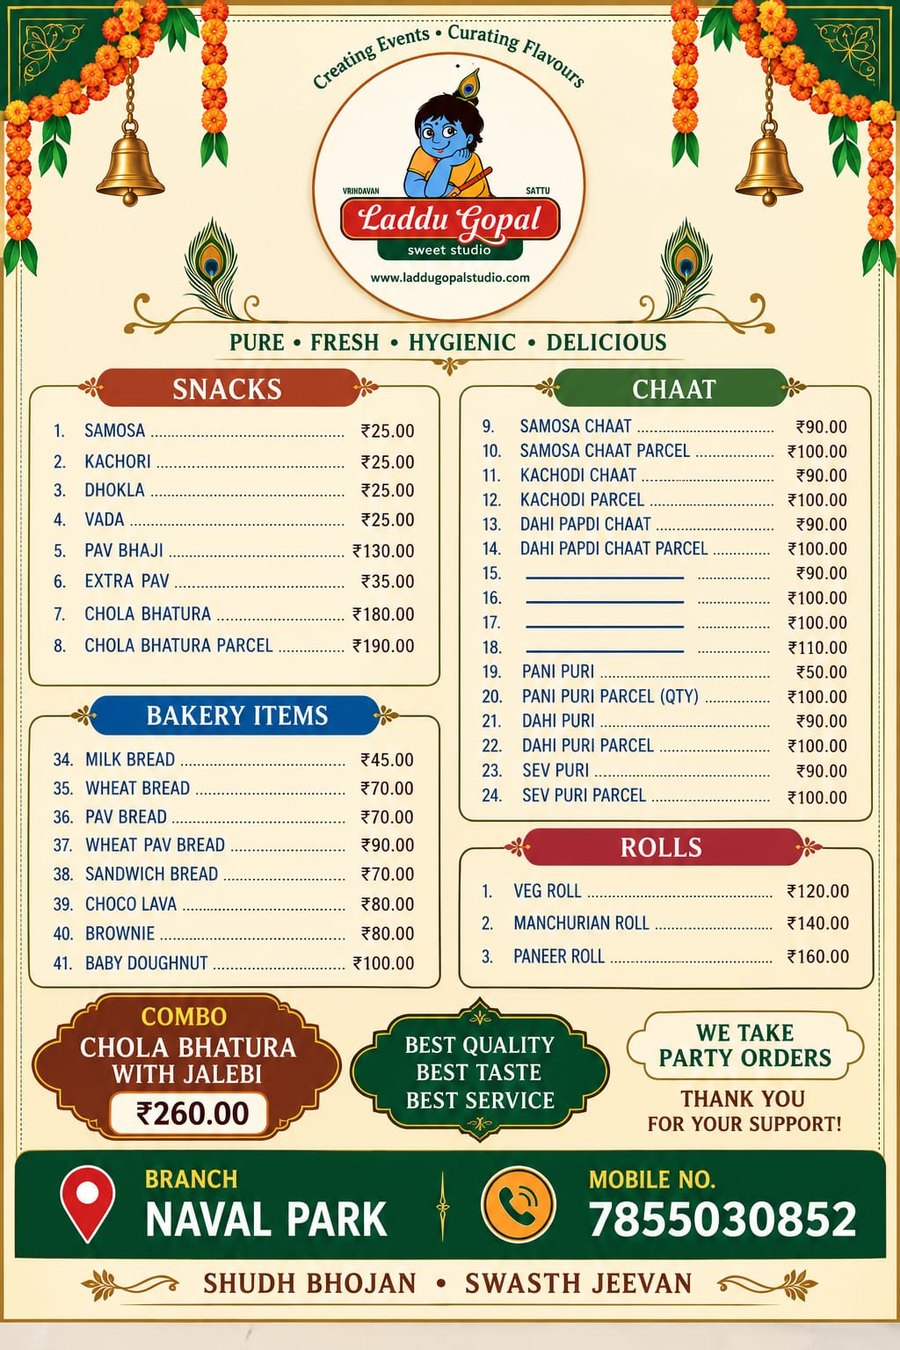 Creating Events • Curating Flavours
VRINDAVAN SATTU
Laddu Gopal
sweet studio
www.laddugopalstudio.com
PURE • FRESH • HYGIENIC • DELICIOUS
SNACKS
1. SAMOSA ₹25.00
2. KACHORI ₹25.00
3. DHOKLA ₹25.00
4. VADA ₹25.00
5. PAV BHAJI ₹130.00
6. EXTRA PAV ₹35.00
7. CHOLA BHATURA ₹180.00
8. CHOLA BHATURA PARCEL ₹190.00
BAKERY ITEMS
34. MILK BREAD ₹45.00
35. WHEAT BREAD ₹70.00
36. PAV BREAD ₹70.00
37. WHEAT PAV BREAD ₹90.00
38. SANDWICH BREAD ₹70.00
39. CHOCO LAVA ₹80.00
40. BROWNIE ₹80.00
41. BABY DOUGHNUT ₹100.00
CHAAT
9. SAMOSA CHAAT ₹90.00
10. SAMOSA CHAAT PARCEL ₹100.00
11. KACHODI CHAAT ₹90.00
12. KACHODI PARCEL ₹100.00
13. DAHI PAPDI CHAAT ₹90.00
14. DAHI PAPDI CHAAT PARCEL ₹100.00
15. ₹90.00
16. ₹100.00
17. ₹100.00
18. ₹110.00
19. PANI PURI ₹50.00
20. PANI PURI PARCEL (QTY) ₹100.00
21. DAHI PURI ₹90.00
22. DAHI PURI PARCEL ₹100.00
23. SEV PURI ₹90.00
24. SEV PURI PARCEL ₹100.00
ROLLS
1. VEG ROLL ₹120.00
2. MANCHURIAN ROLL ₹140.00
3. PANEER ROLL ₹160.00
COMBO
CHOLA BHATURA
WITH JALEBI
₹260.00
BEST QUALITY
BEST TASTE
BEST SERVICE
WE TAKE
PARTY ORDERS
THANK YOU
FOR YOUR SUPPORT!
BRANCH
NAVAL PARK
MOBILE NO.
7855030852
SHUDH BHOJAN • SWASTH JEEVAN